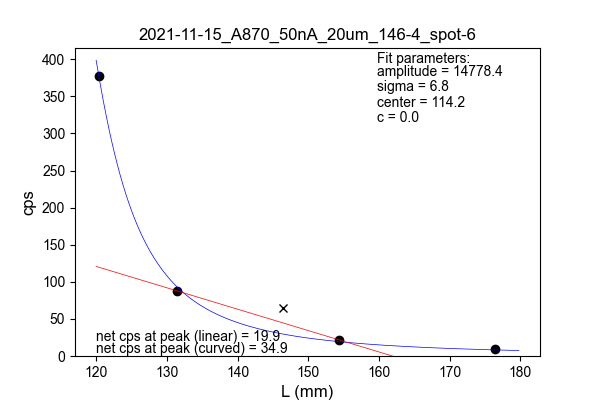 2021-11-15_A870_50nA_20um_146-4_spot-6
Fit parameters:
amplitude = 14778.4
sigma = 6.8
center = 114.2
c = 0.0
cps
400
350
300
250
200
150
100
50
0
net cps at peak (linear) = 19.9
net cps at peak (curved) = 34.9
120 130 140 150 160 170 180
L (mm)